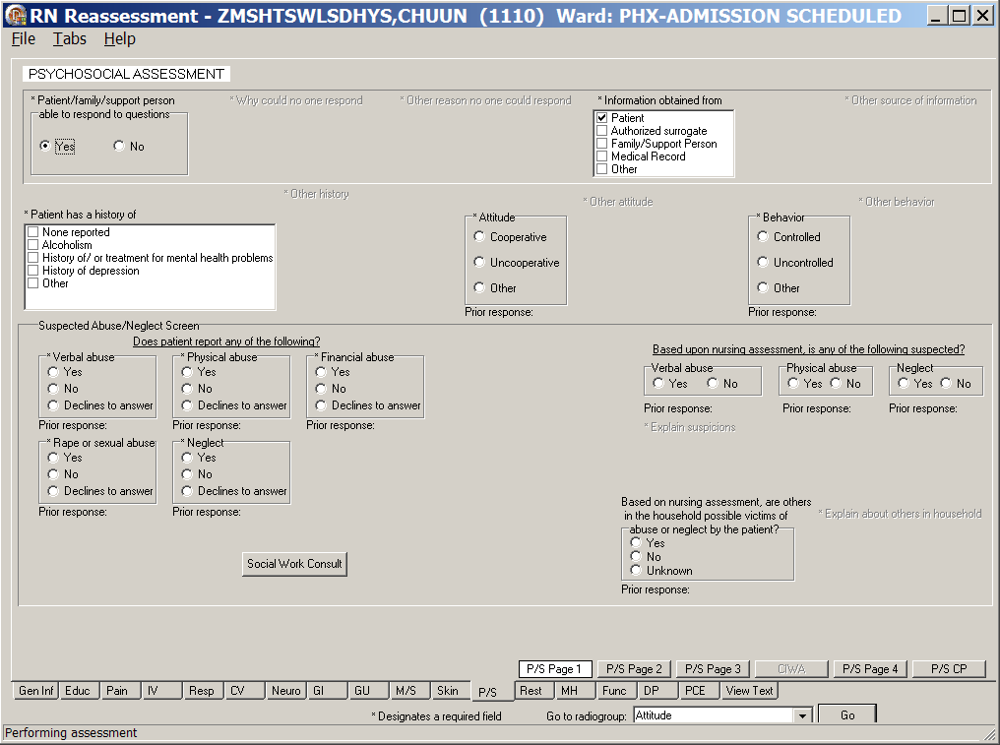 RN Reassessment - ZMSHTSWLSDHYS,CHUUN (1110) Ward: PHX-ADMISSION SCHEDULED
File Tabs Help
PSYCHOSOCIAL ASSESSMENT
* Patient/family/support person
able to respond to questions
Yes No
* Why could no one respond
* Other reason no one could respond
* Information obtained from
Patient
Authorized surrogate
Family/Support Person
Medical Record
Other
* Other source of information
* Other history
* Patient has a history of
None reported
Alcoholism
History of/ or treatment for mental health problems
History of depression
Other
* Other attitude
* Attitude
Cooperative
Uncooperative
Other
Prior response:
* Other behavior
* Behavior
Controlled
Uncontrolled
Other
Prior response:
Suspected Abuse/Neglect Screen
Does patient report any of the following?
* Verbal abuse
Yes
No
Declines to answer
Prior response:
* Physical abuse
Yes
No
Declines to answer
Prior response:
* Financial abuse
Yes
No
Declines to answer
Prior response:
* Rape or sexual abuse
Yes
No
Declines to answer
Prior response:
* Neglect
Yes
No
Declines to answer
Prior response:
Social Work Consult
Based upon nursing assessment, is any of the following suspected?
Verbal abuse
Yes No
Prior response:
Physical abuse
Yes No
Prior response:
Neglect
Yes No
Prior response:
* Explain suspicions
Based on nursing assessment, are others
in the household possible victims of
abuse or neglect by the patient?
Yes
No
Unknown
Prior response:
* Explain about others in household
P/S Page 1 P/S Page 2 P/S Page 3 CIWA P/S Page 4 P/S CP
Gen Inf Educ Pain IV Resp CV Neuro GI GU M/S Skin P/S Rest MH Func DP PCE View Text
* Designates a required field Go to radiogroup: Attitude Go
Performing assessment